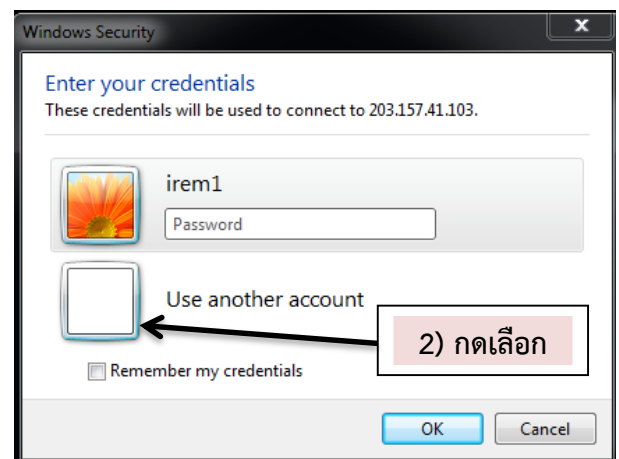 Windows Security
x
Enter your credentials
These credentials will be used to connect to 203.157.41.103.
irem1
Password
Use another account
2) กดเลือก
Remember my credentials
OK
Cancel